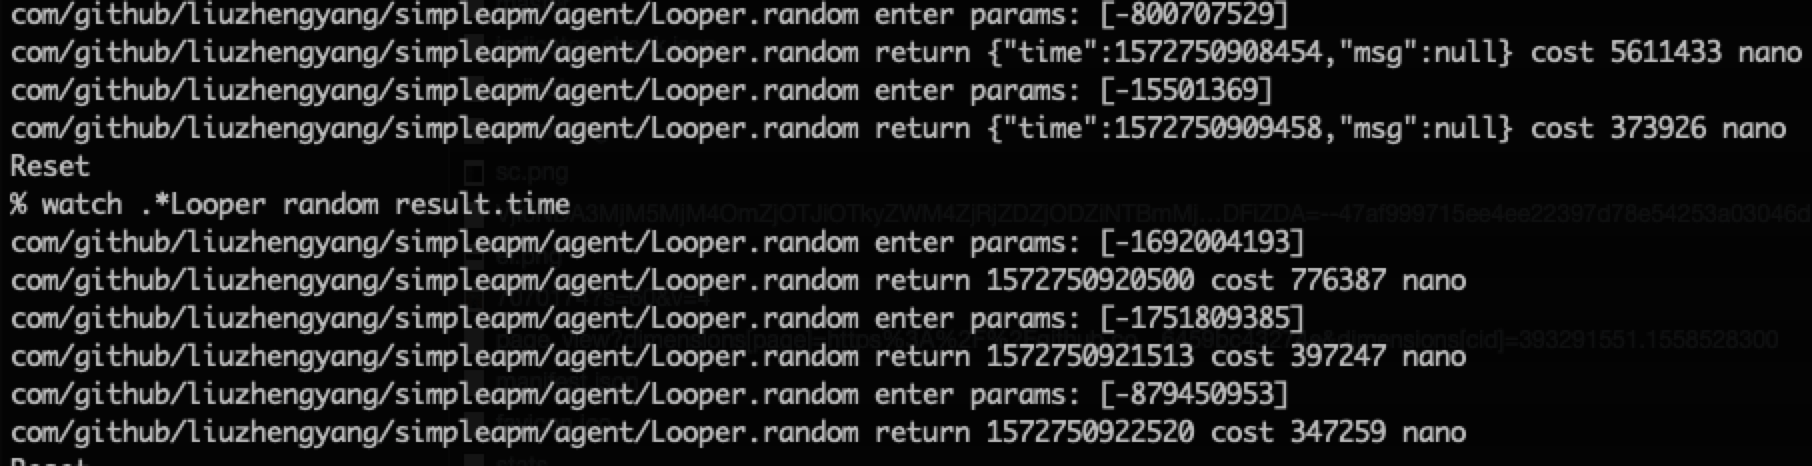 com/github/liuzhengyang/simpleapm/agent/Looper.random enter params: [-800707529]
com/github/liuzhengyang/simpleapm/agent/Looper.random return {"time":1572750908454,"msg":null} cost 5611433 nano
com/github/liuzhengyang/simpleapm/agent/Looper.random enter params: [-15501369]
com/github/liuzhengyang/simpleapm/agent/Looper.random return {"time":1572750909458,"msg":null} cost 373926 nano
Reset
sc.png
% watch .*Looper random result.time
com/github/liuzhengyang/simpleapm/agent/Looper.random enter params: [-1692004193]
com/github/liuzhengyang/simpleapm/agent/Looper.random return 1572750920500 cost 776387 nano
com/github/liuzhengyang/simpleapm/agent/Looper.random enter params: [-1751809385]
com/github/liuzhengyang/simpleapm/agent/Looper.random return 1572750921513 cost 397247 nano
com/github/liuzhengyang/simpleapm/agent/Looper.random enter params: [-879450953]
com/github/liuzhengyang/simpleapm/agent/Looper.random return 1572750922520 cost 347259 nano
Reset